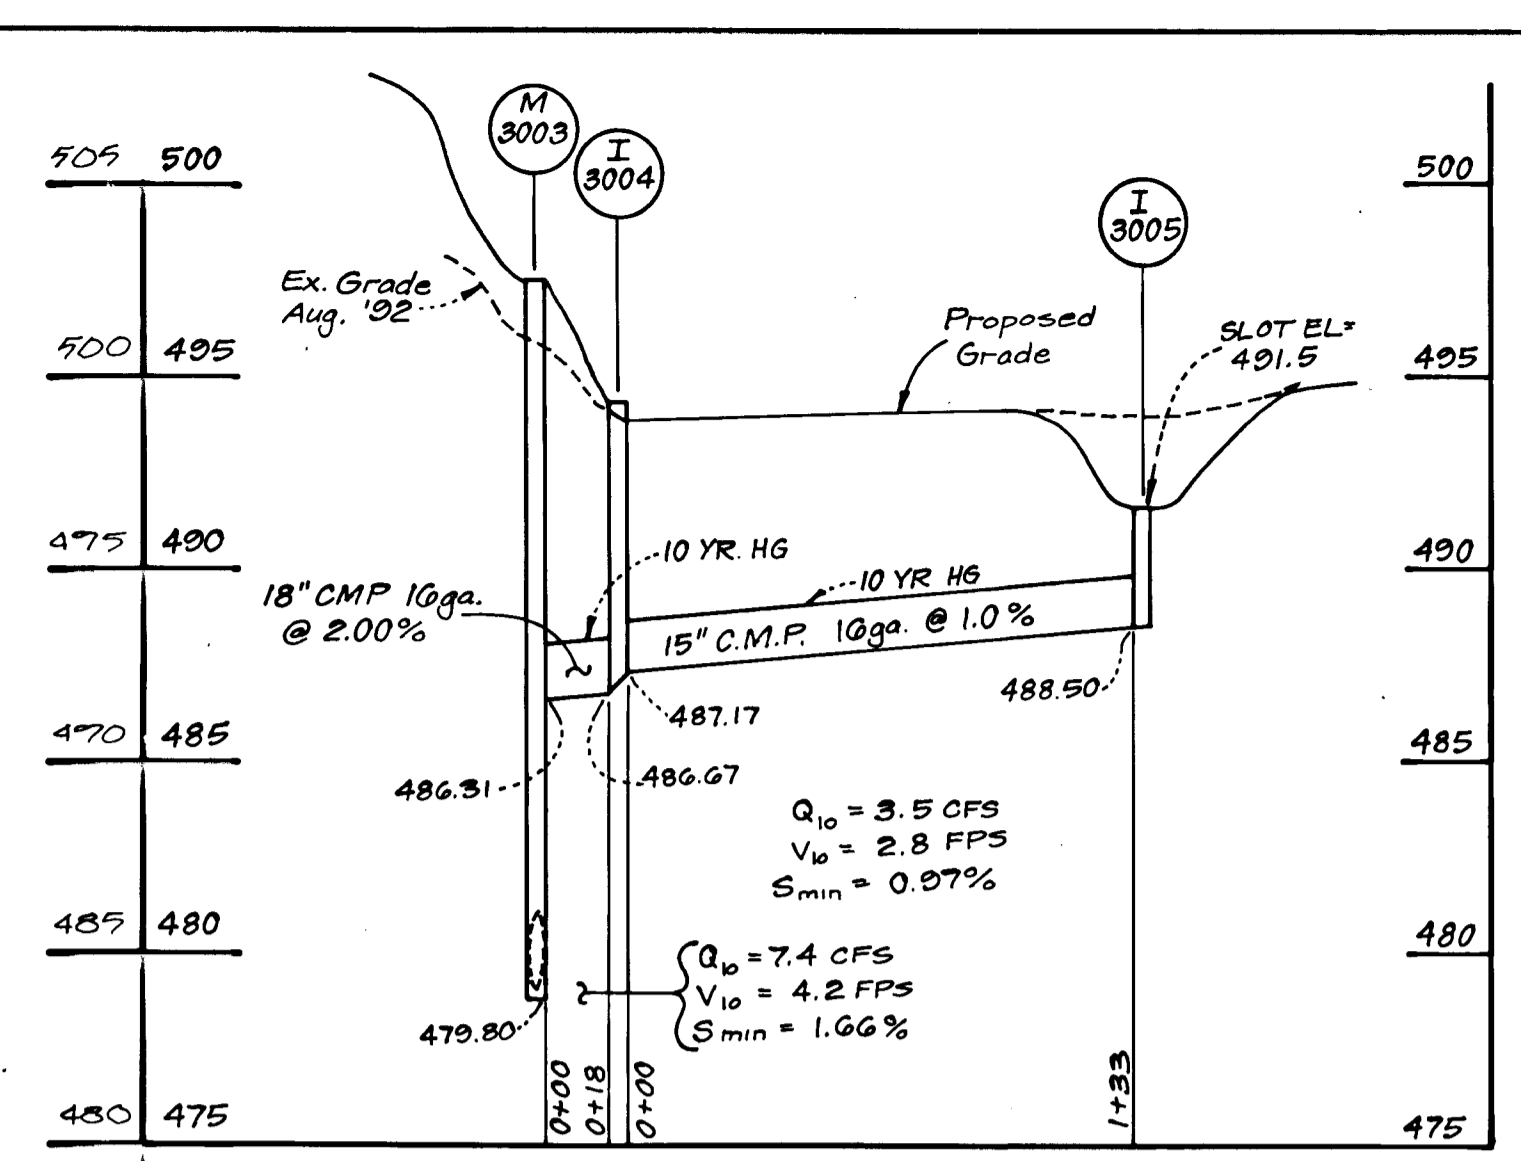 M
3003
I
3004
I
3005
505 500
500
Ex. Grade
Aug. '92
Proposed
Grade
SLOT EL=
491.5
500 495
495
475 490
490
10 YR. HG
10 YR HG
18" CMP 16ga.
@ 2.00%
15" C.M.P. 16ga. @ 1.0%
488.50
487.17
470 485
485
486.31
486.67
Q10 = 3.5 CFS
V10 = 2.8 FPS
Smin = 0.97%
485 480
480
Q10 = 7.4 CFS
V10 = 4.2 FPS
Smin = 1.66%
479.80
0+00
0+18
0+00
1+33
480 475
475